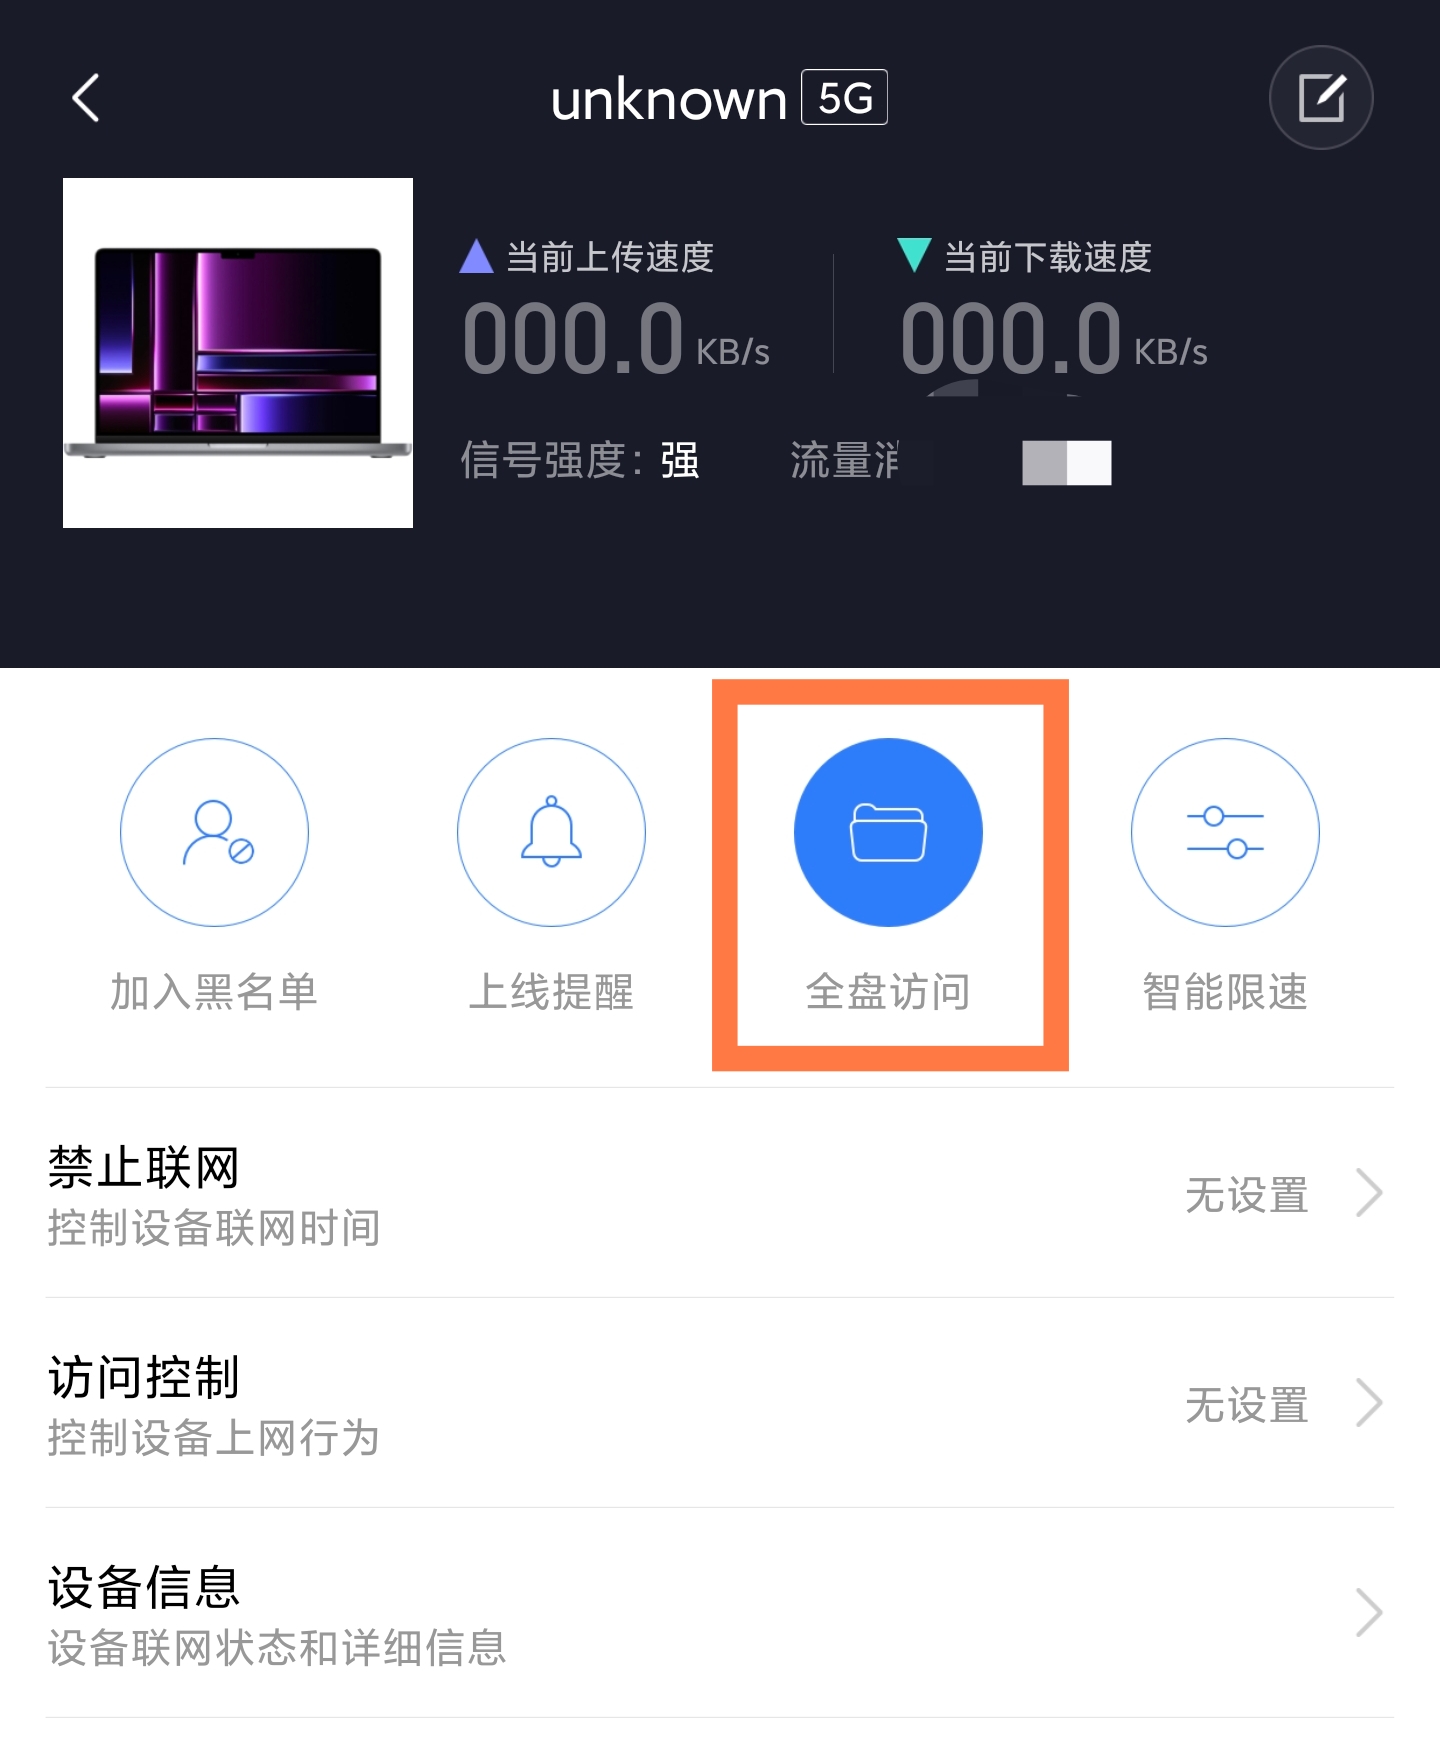 unknown 5G
当前上传速度
000.0 KB/s
当前下载速度
000.0 KB/s
信号强度：强
流量
加入黑名单
上线提醒
全盘访问
智能限速
禁止联网
控制设备联网时间
无设置
访问控制
控制设备上网行为
无设置
设备信息
设备联网状态和详细信息